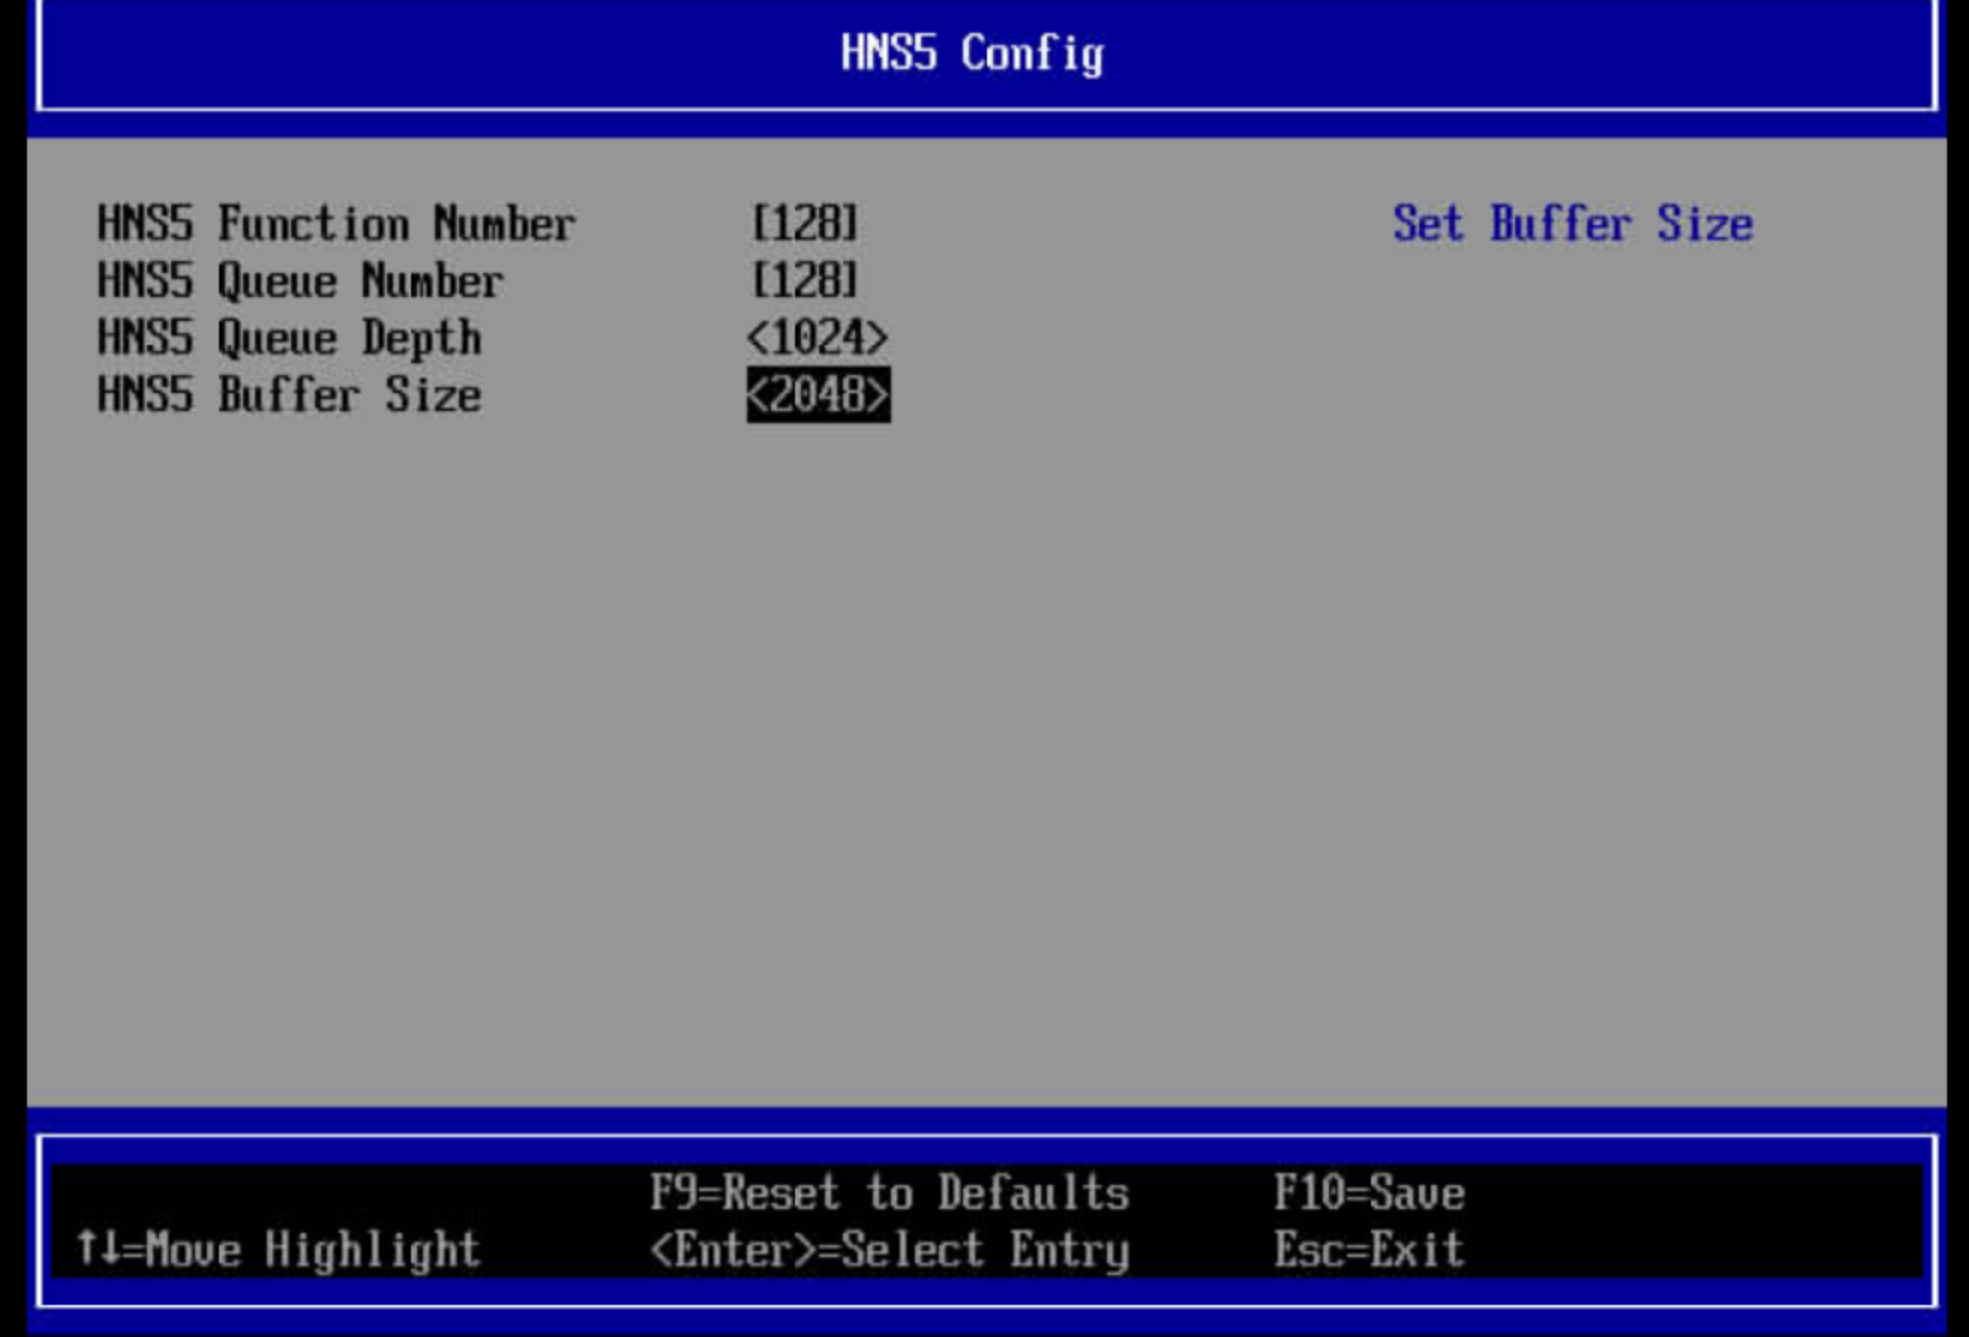 HNS5 Config
HNS5 Function Number [128] Set Buffer Size
HNS5 Queue Number [128]
HNS5 Queue Depth <1024>
HNS5 Buffer Size <2048>
F9=Reset to Defaults F10=Save
↑↓=Move Highlight <Enter>=Select Entry Esc=Exit